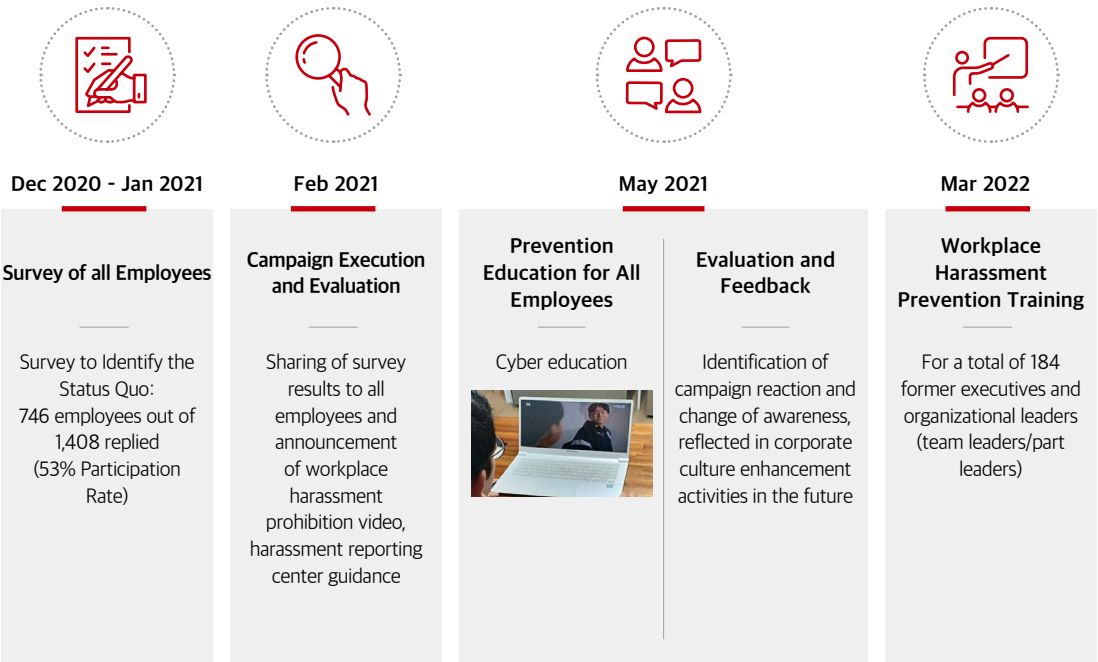 Dec 2020 - Jan 2021
Survey of all Employees
Survey to Identify the
Status Quo:
746 employees out of
1,408 replied
(53% Participation
Rate)
Feb 2021
Campaign Execution
and Evaluation
Sharing of survey
results to all
employees and
announcement
of workplace
harassment
prohibition video,
harassment reporting
center guidance
May 2021
Prevention
Education for All
Employees
Cyber education
Evaluation and
Feedback
Identification of
campaign reaction and
change of awareness,
reflected in corporate
culture enhancement
activities in the future
Mar 2022
Workplace
Harassment
Prevention Training
For a total of 184
former executives and
organizational leaders
(team leaders/part
leaders)